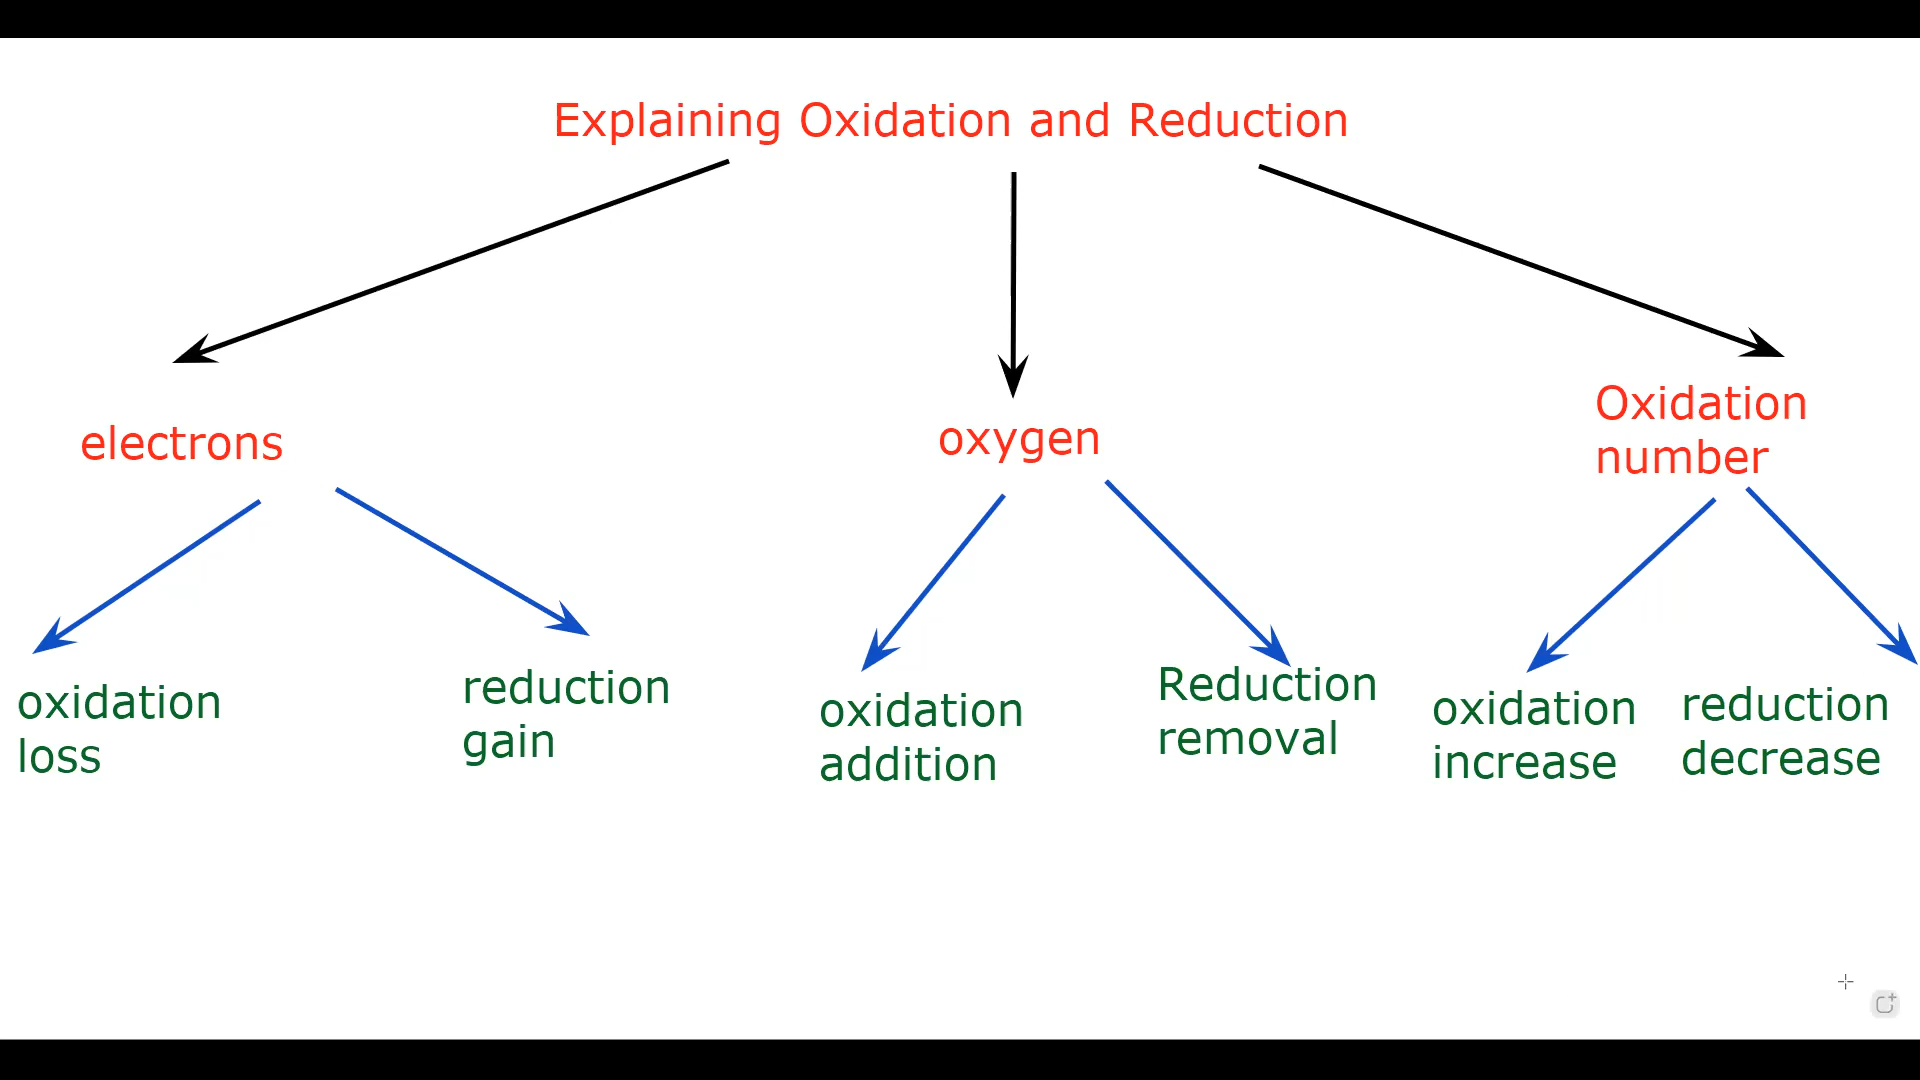 Explaining Oxidation and Reduction
electrons
oxygen
Oxidation
number
oxidation
loss
reduction
gain
oxidation
addition
Reduction
removal
oxidation
increase
reduction
decrease